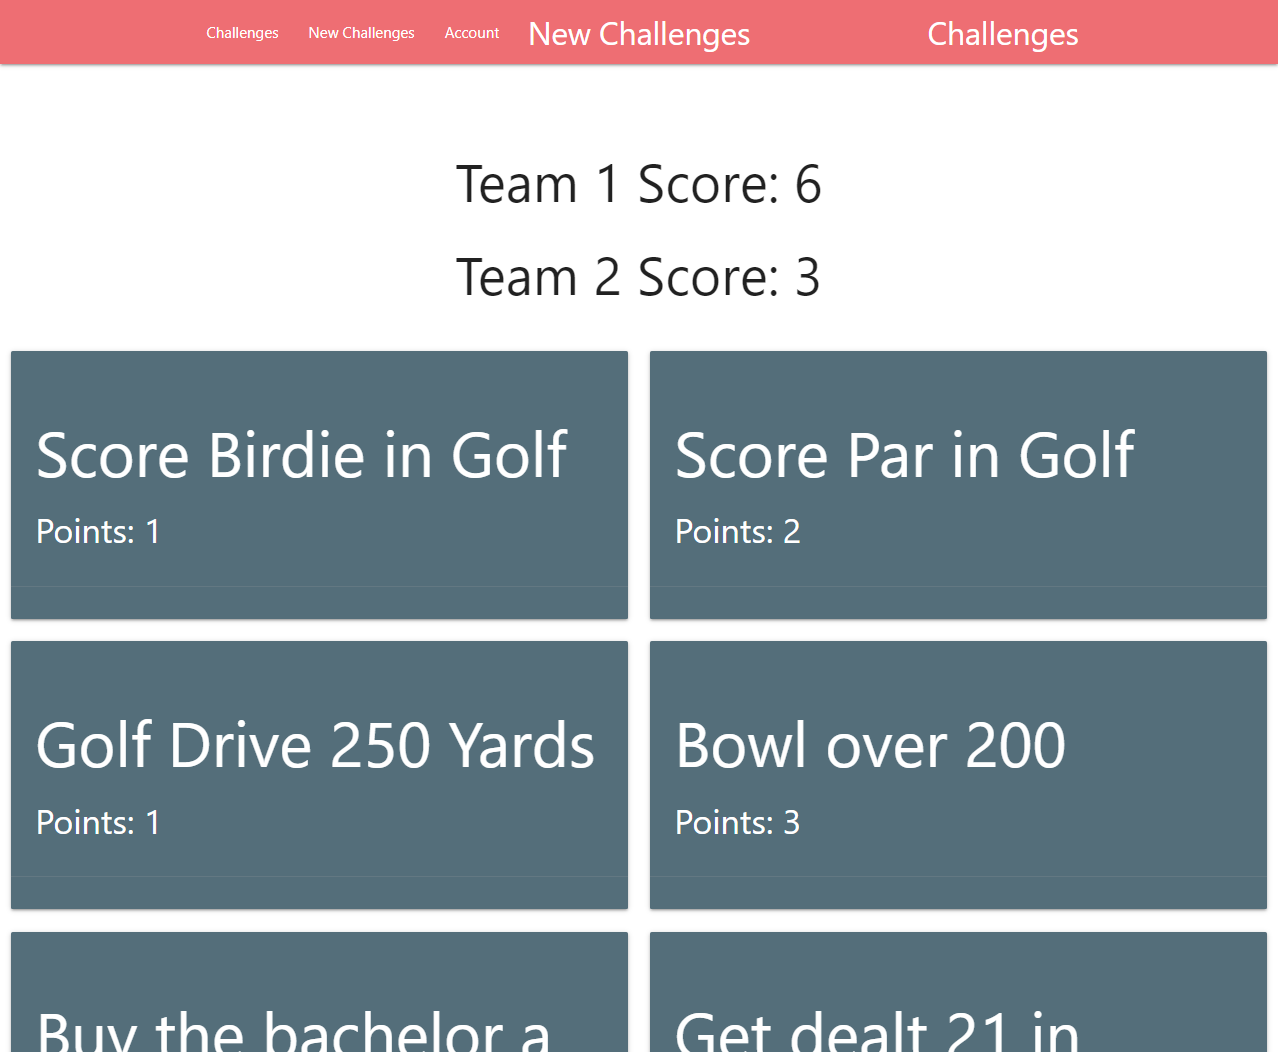 Challenges New Challenges Account New Challenges Challenges
Team 1 Score: 6
Team 2 Score: 3
Score Birdie in Golf
Points: 1
Score Par in Golf
Points: 2
Golf Drive 250 Yards
Points: 1
Bowl over 200
Points: 3
Buy the bachelor a
Get dealt 21 in